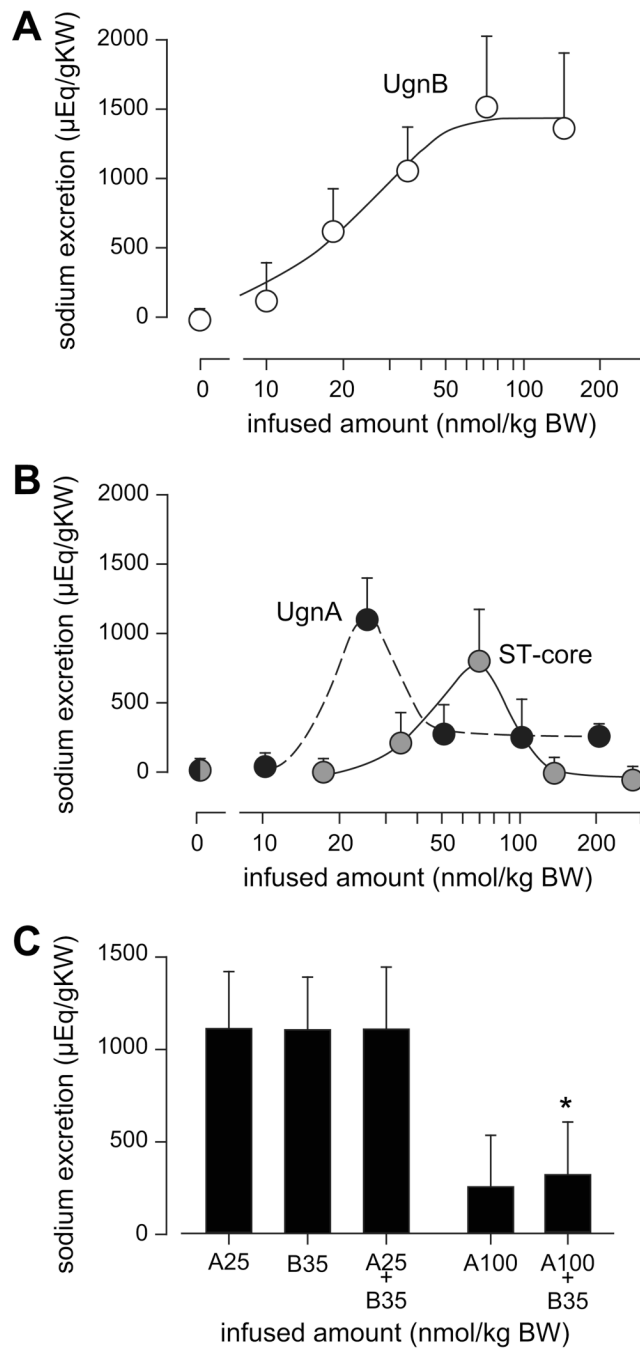 A
sodium excretion (µEq/gKW)
2000
1500
1000
500
0
UgnB
0 10 20 50 100 200
infused amount (nmol/kg BW)
B
sodium excretion (µEq/gKW)
2000
1500
1000
500
0
UgnA
ST-core
0 10 20 50 100 200
infused amount (nmol/kg BW)
C
sodium excretion (µEq/gKW)
1500
1000
500
0
*
A25 B35 A25 A100 A100
+ +
B35 B35
infused amount (nmol/kg BW)